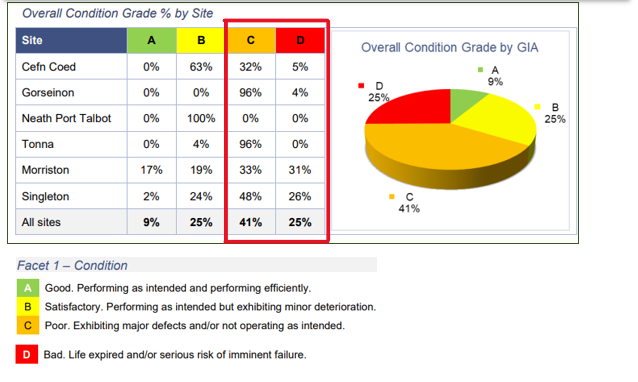 Overall Condition Grade % by Site
Site A B C D
Cefn Coed 0% 63% 32% 5%
Gorseinon 0% 0% 96% 4%
Neath Port Talbot 0% 100% 0% 0%
Tonna 0% 4% 96% 0%
Morriston 17% 19% 33% 31%
Singleton 2% 24% 48% 26%
All sites 9% 25% 41% 25%
Overall Condition Grade by GIA
A
9%
B
25%
C
41%
D
25%
Facet 1 – Condition
A Good. Performing as intended and performing efficiently.
B Satisfactory. Performing as intended but exhibiting minor deterioration.
C Poor. Exhibiting major defects and/or not operating as intended.
D Bad. Life expired and/or serious risk of imminent failure.